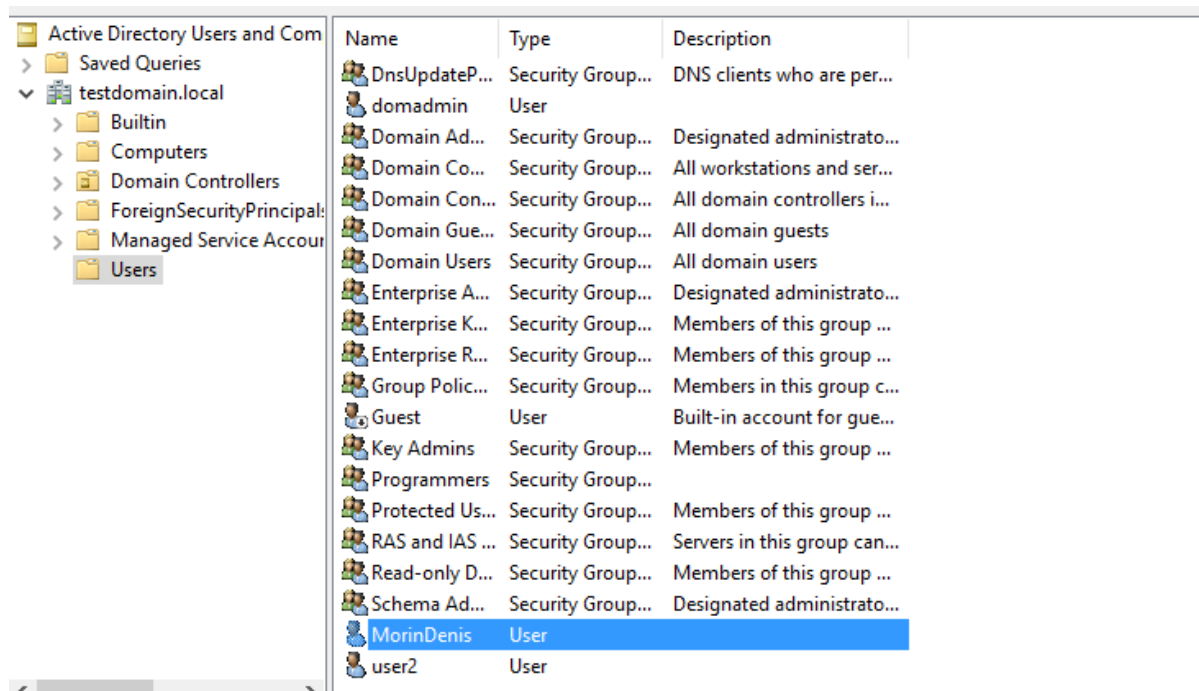 Active Directory Users and Com
Saved Queries
testdomain.local
Builtin
Computers
Domain Controllers
ForeignSecurityPrincipals
Managed Service Accour
Users
Name Type Description
DnsUpdateP... Security Group... DNS clients who are per...
domadmin User
Domain Ad... Security Group... Designated administrato...
Domain Co... Security Group... All workstations and ser...
Domain Con... Security Group... All domain controllers i...
Domain Gue... Security Group... All domain guests
Domain Users Security Group... All domain users
Enterprise A... Security Group... Designated administrato...
Enterprise K... Security Group... Members of this group ...
Enterprise R... Security Group... Members of this group ...
Group Polic... Security Group... Members in this group c...
Guest User Built-in account for gue...
Key Admins Security Group... Members of this group ...
Programmers Security Group...
Protected Us... Security Group... Members of this group ...
RAS and IAS ... Security Group... Servers in this group can...
Read-only D... Security Group... Members of this group ...
Schema Ad... Security Group... Designated administrato...
MorinDenis User
user2 User